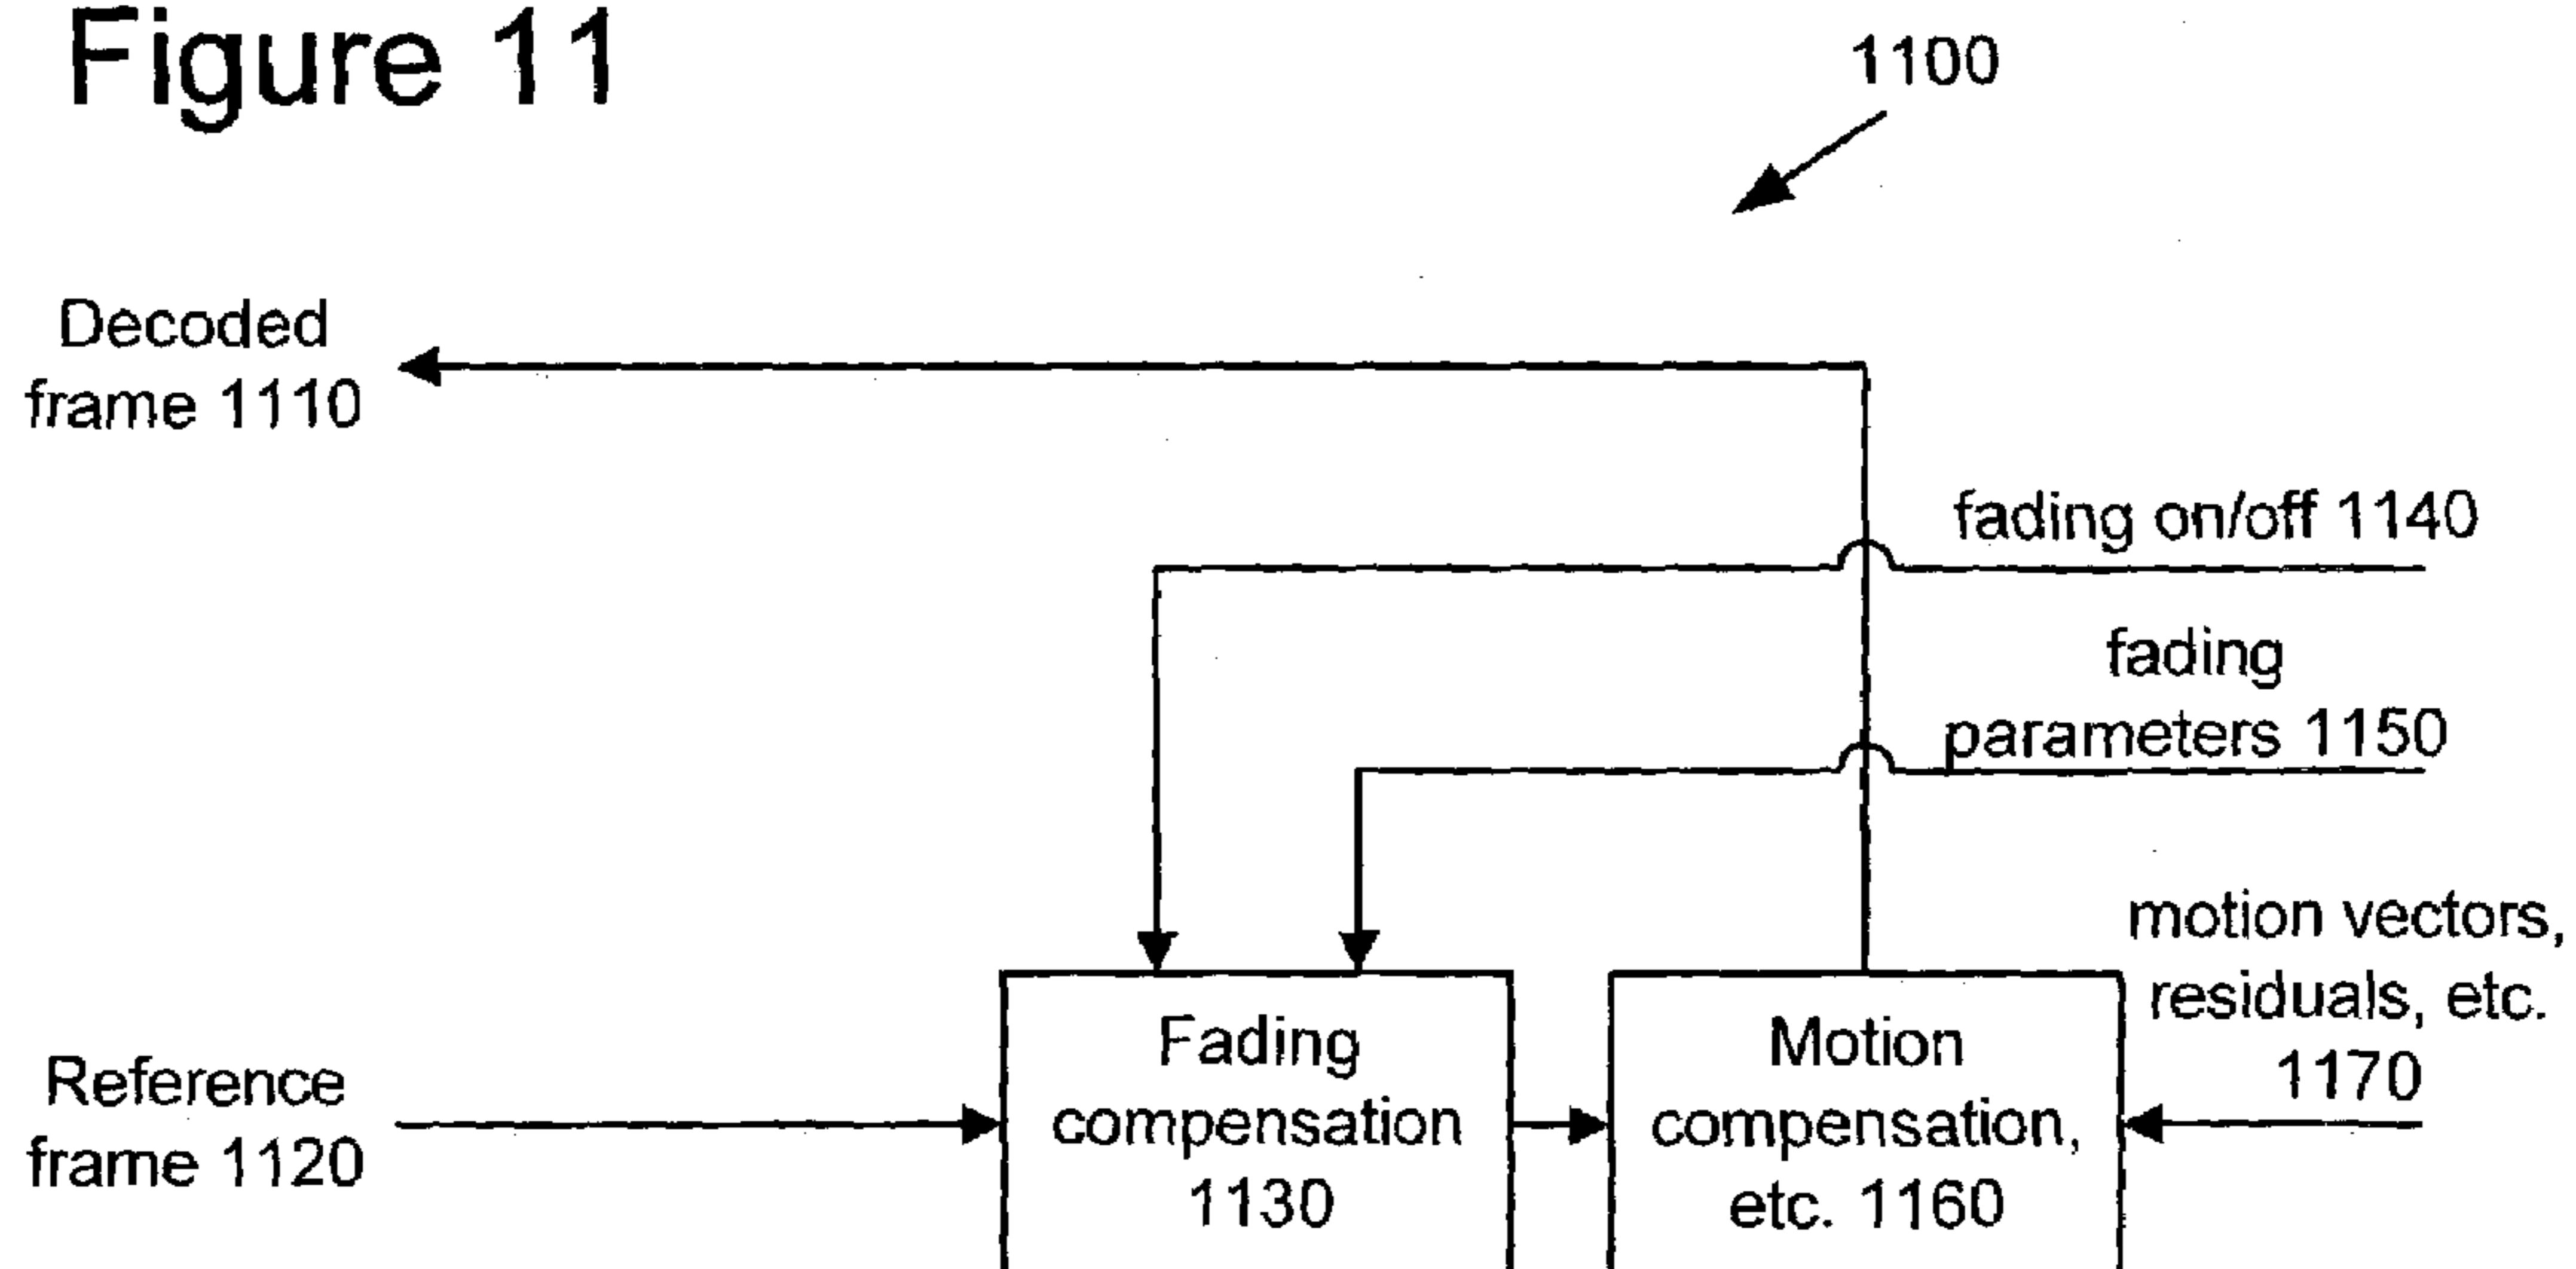 Figure 11
1100
Decoded
frame 1110
fading on/off 1140
fading
parameters 1150
motion vectors,
residuals, etc.
1170
Reference
frame 1120
Fading
compensation
1130
Motion
compensation,
etc. 1160